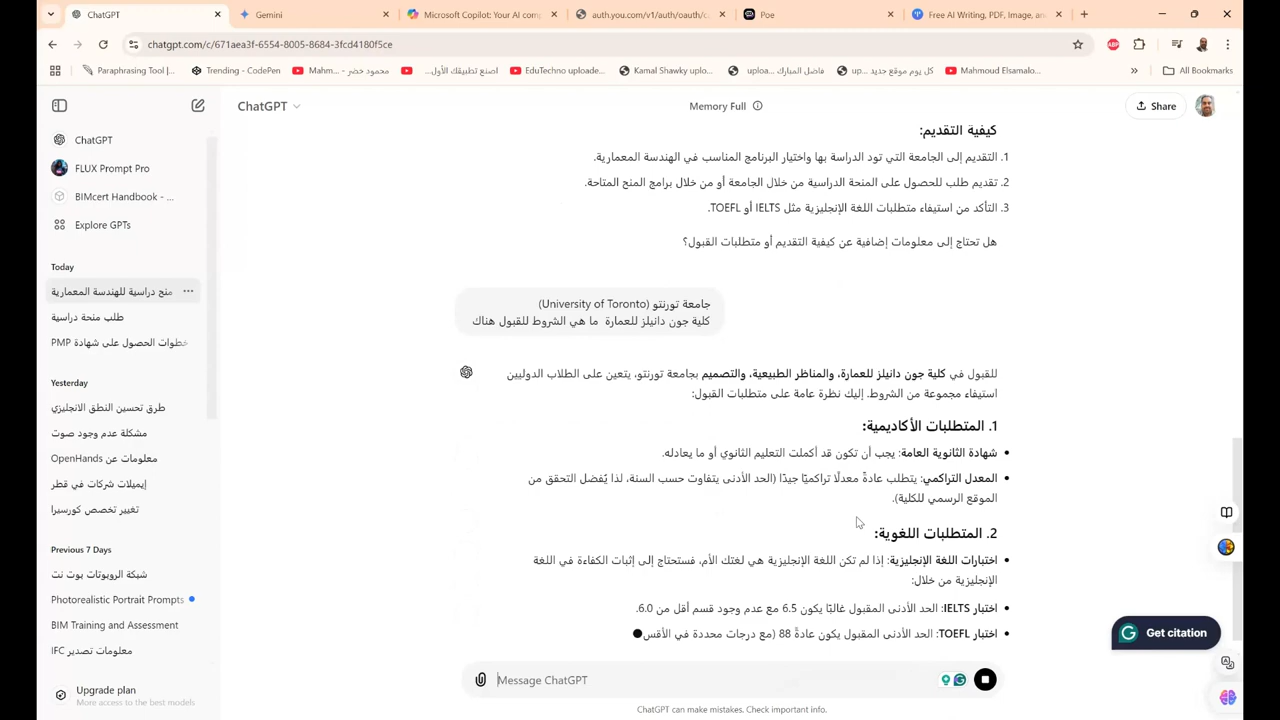 ChatGPT
Gemini
Microsoft Copilot: Your AI comp
auth.you.com/v1/auth/oauth/c
Poe
Free AI Writing, PDF, Image, an
chatgpt.com/c/671aea3f-6554-8005-8684-3fcd4180f5ce
Paraphrasing Tool |...
Trending - CodePen
محمود خضر - Mahm...
اصنع تطبيقك الأول...
EduTechno uploade...
Kamal Shawky uplo...
فاضل المبارك uploa...
كل يوم موقع جديد up...
Mahmoud Elsamalo...
All Bookmarks
ChatGPT
Memory Full
Share
ChatGPT
FLUX Prompt Pro
BIMcert Handbook - ...
Explore GPTs
Today
منح دراسية للهندسة المعمارية
طلب منحة دراسية
خطوات الحصول على شهادة PMP
Yesterday
طرق تحسين النطق الانجليزي
مشكلة عدم وجود صوت
معلومات عن OpenHands
إيميلات شركات في قطر
تغيير تخصص كورسيرا
Previous 7 Days
شبكة الروبوتات بوت نت
Photorealistic Portrait Prompts
BIM Training and Assessment
معلومات تصدير IFC
Upgrade plan
More access to the best models
كيفية التقديم:
1. التقديم إلى الجامعة التي تود الدراسة بها واختيار البرنامج المناسب في الهندسة المعمارية.
2. تقديم طلب للحصول على المنحة الدراسية من خلال الجامعة أو من خلال برامج المنح المتاحة.
3. التأكد من استيفاء متطلبات اللغة الإنجليزية مثل IELTS أو TOEFL.
هل تحتاج إلى معلومات إضافية عن كيفية التقديم أو متطلبات القبول؟
جامعة تورنتو (University of Toronto)
كلية جون دانيلز للعمارة ما هي الشروط للقبول هناك
للقبول في كلية جون دانيلز للعمارة، والمناظر الطبيعية، والتصميم بجامعة تورنتو، يتعين على الطلاب الدوليين
استيفاء مجموعة من الشروط. إليك نظرة عامة على متطلبات القبول:
1. المتطلبات الأكاديمية:
• شهادة الثانوية العامة: يجب أن تكون قد أكملت التعليم الثانوي أو ما يعادله.
• المعدل التراكمي: يتطلب عادةً معدلًا تراكميًا جيدًا (الحد الأدنى يتفاوت حسب السنة، لذا يُفضل التحقق من
الموقع الرسمي للكلية).
2. المتطلبات اللغوية:
• اختبارات اللغة الإنجليزية: إذا لم تكن اللغة الإنجليزية هي لغتك الأم، فستحتاج إلى إثبات الكفاءة في اللغة
الإنجليزية من خلال:
• اختبار IELTS: الحد الأدنى المقبول غالبًا يكون 6.5 مع عدم وجود قسم أقل من 6.0.
• اختبار TOEFL: الحد الأدنى المقبول يكون عادةً 88 (مع درجات محددة في الأقس
Get citation
Message ChatGPT
ChatGPT can make mistakes. Check important info.